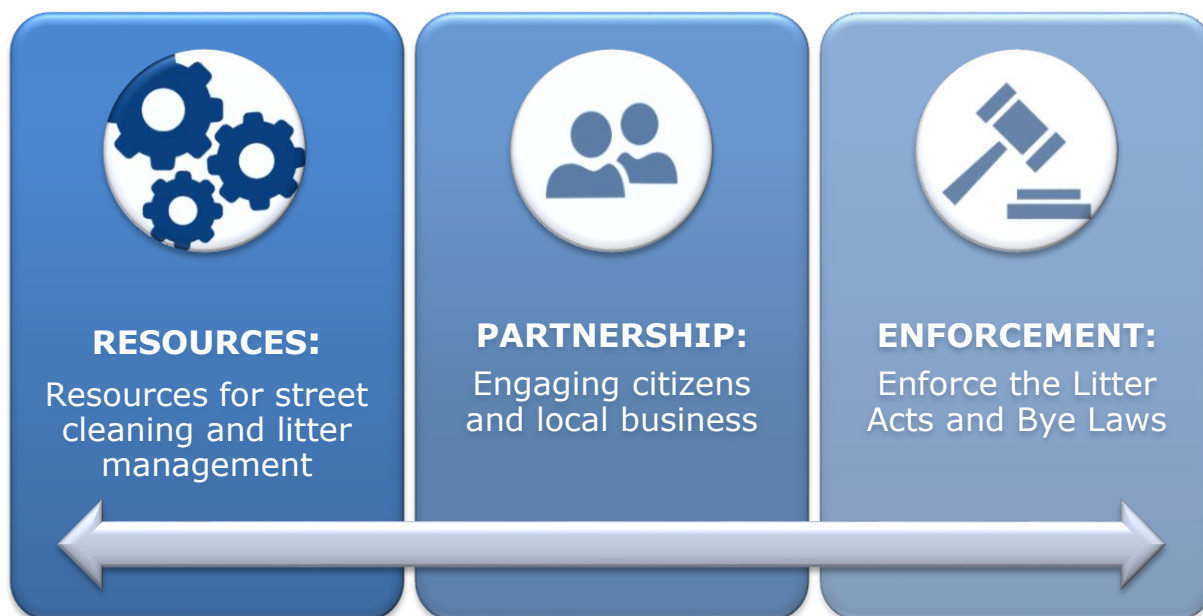 RESOURCES:
Resources for street
cleaning and litter
management
PARTNERSHIP:
Engaging citizens
and local business
ENFORCEMENT:
Enforce the Litter
Acts and Bye Laws